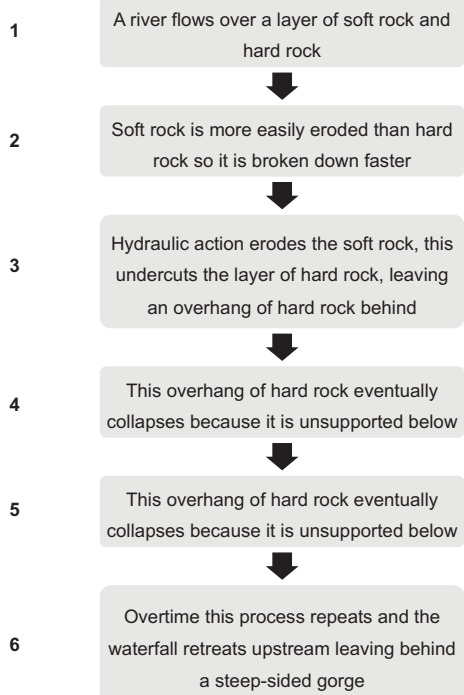 1
A river flows over a layer of soft rock and
hard rock
2
Soft rock is more easily eroded than hard
rock so it is broken down faster
3
Hydraulic action erodes the soft rock, this
undercuts the layer of hard rock, leaving
an overhang of hard rock behind
4
This overhang of hard rock eventually
collapses because it is unsupported below
5
This overhang of hard rock eventually
collapses because it is unsupported below
6
Overtime this process repeats and the
waterfall retreats upstream leaving behind
a steep-sided gorge